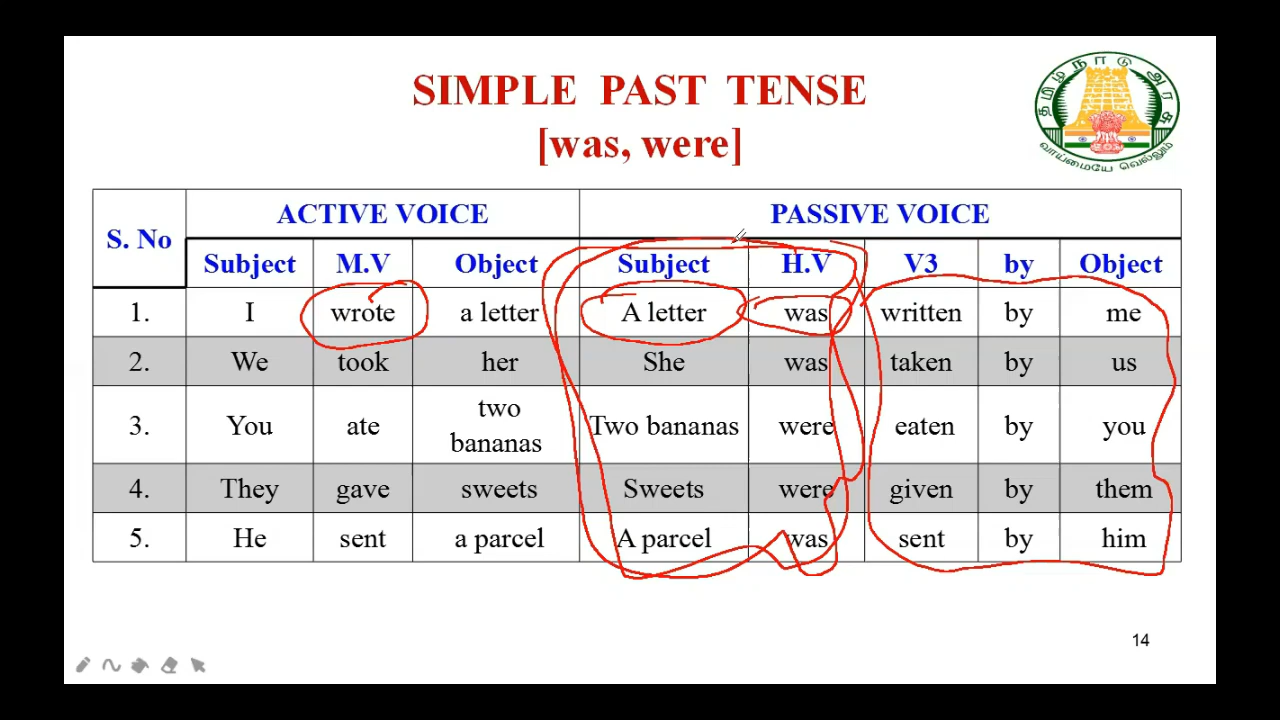 SIMPLE PAST TENSE
[was, were]
தமிழ்நாடு அரசு
வாய்மையே வெல்லும்
S. No ACTIVE VOICE PASSIVE VOICE
Subject M.V Object Subject H.V V3 by Object
1. I wrote a letter A letter was written by me
2. We took her She was taken by us
3. You ate two bananas Two bananas were eaten by you
4. They gave sweets Sweets were given by them
5. He sent a parcel A parcel was sent by him
14